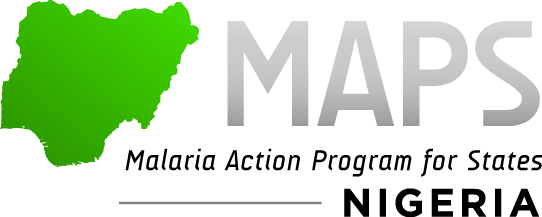 MAPS
Malaria Action Program for States
NIGERIA